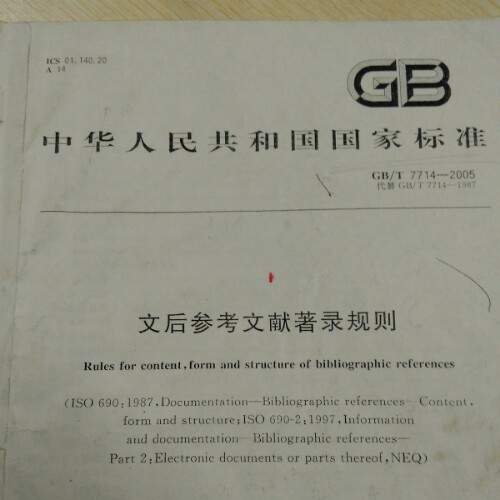 ICS 01.140.20
A 14
GB
中华人民共和国国家标准
GB/T 7714—2005
代替 GB/T 7714—1987
文后参考文献著录规则
Rules for content, form and structure of bibliographic references
(ISO 690:1987, Documentation—Bibliographic references—Content,
form and structure; ISO 690-2:1997, Information
and documentation—Bibliographic references—
Part 2: Electronic documents or parts thereof, NEQ)